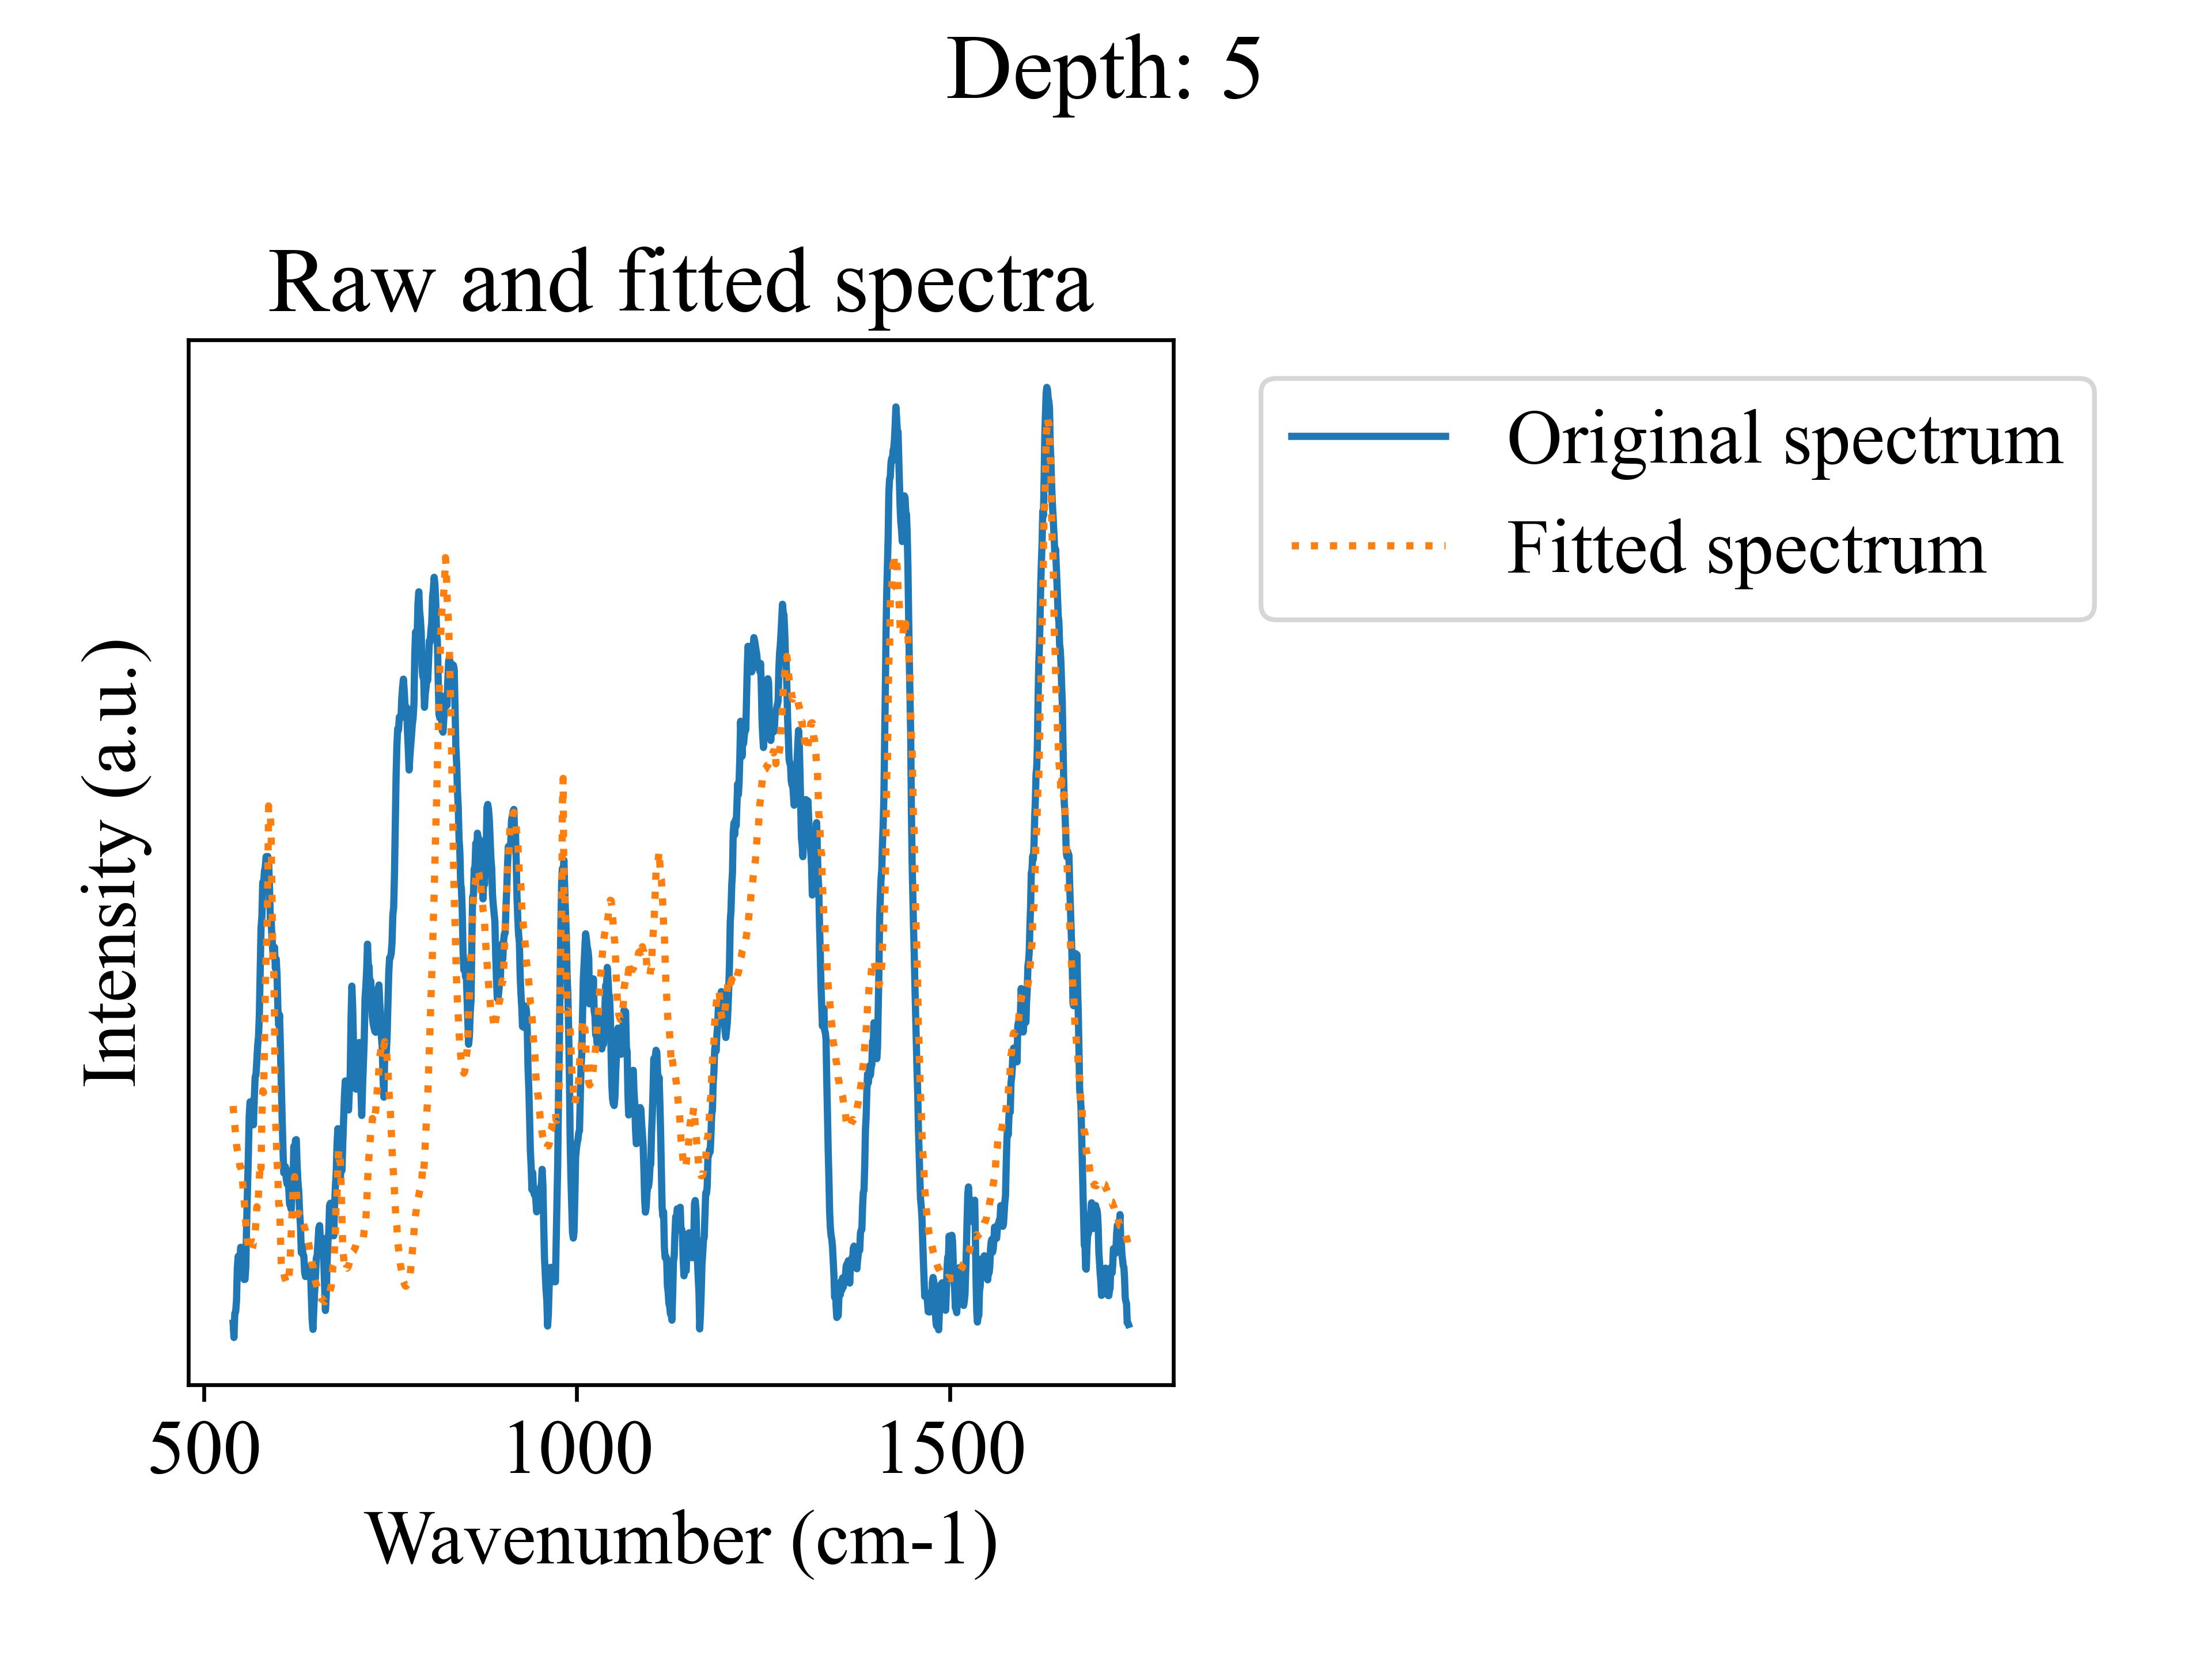 Depth: 5
Raw and fitted spectra
Original spectrum
Fitted spectrum
Intensity (a.u.)
500 1000 1500
Wavenumber (cm-1)